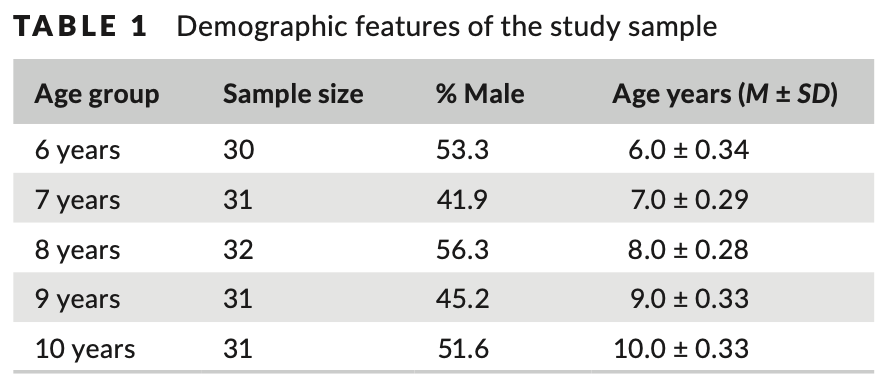 TABLE 1 Demographic features of the study sample
Age group Sample size % Male Age years (M ± SD)
6 years 30 53.3 6.0 ± 0.34
7 years 31 41.9 7.0 ± 0.29
8 years 32 56.3 8.0 ± 0.28
9 years 31 45.2 9.0 ± 0.33
10 years 31 51.6 10.0 ± 0.33